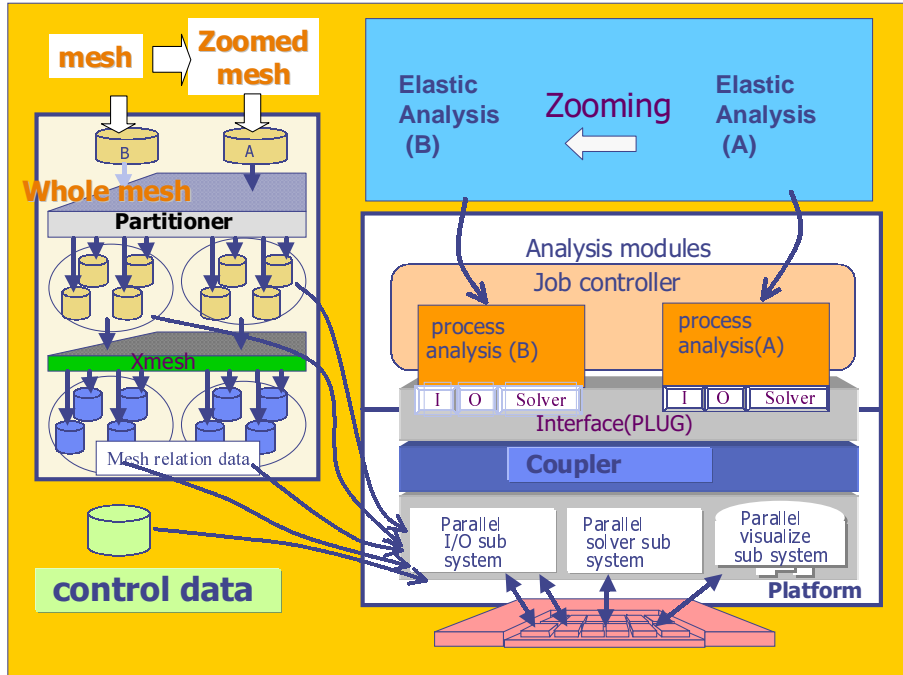 mesh
Zoomed
mesh
B
A
Whole mesh
Partitioner
Xmesh
Mesh relation data
control data
Elastic
Analysis
(B)
Zooming
Elastic
Analysis
(A)
Analysis modules
Job controller
process
analysis (B)
process
analysis(A)
I O Solver
I O Solver
Interface(PLUG)
Coupler
Parallel
I/O sub
system
Parallel
solver sub
system
Parallel
visualize
sub system
Platform